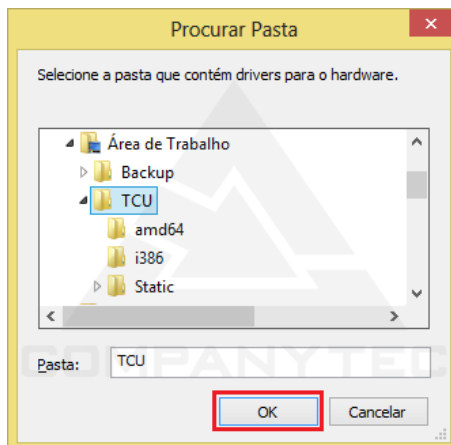 Procurar Pasta
Selecione a pasta que contém drivers para o hardware.
Área de Trabalho
Backup
TCU
amd64
i386
Static
Pasta: TCU
COMPANYTEC
OK Cancelar